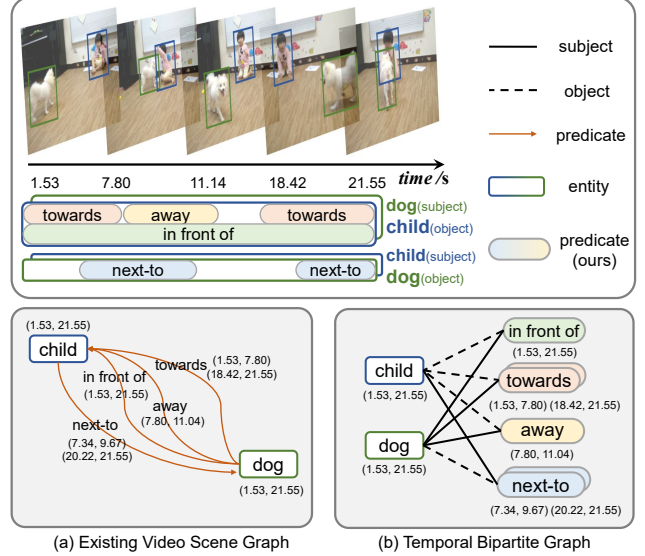 subject
object
predicate
entity
predicate
(ours)
time/s
1.53 7.80 11.14 18.42 21.55
dog(subject)
towards away towards
child(object)
in front of
child(subject)
next-to next-to
dog(object)
(1.53, 21.55)
child
towards (1.53, 7.80)
(18.42, 21.55)
in front of
(1.53, 21.55)
away
(7.80, 11.04)
next-to
(7.34, 9.67)
(20.22, 21.55)
dog
(1.53, 21.55)
(a) Existing Video Scene Graph
in front of
(1.53, 21.55)
child
(1.53, 21.55)
towards
(1.53, 7.80) (18.42, 21.55)
away
(7.80, 11.04)
dog
(1.53, 21.55)
next-to
(7.34, 9.67) (20.22, 21.55)
(b) Temporal Bipartite Graph